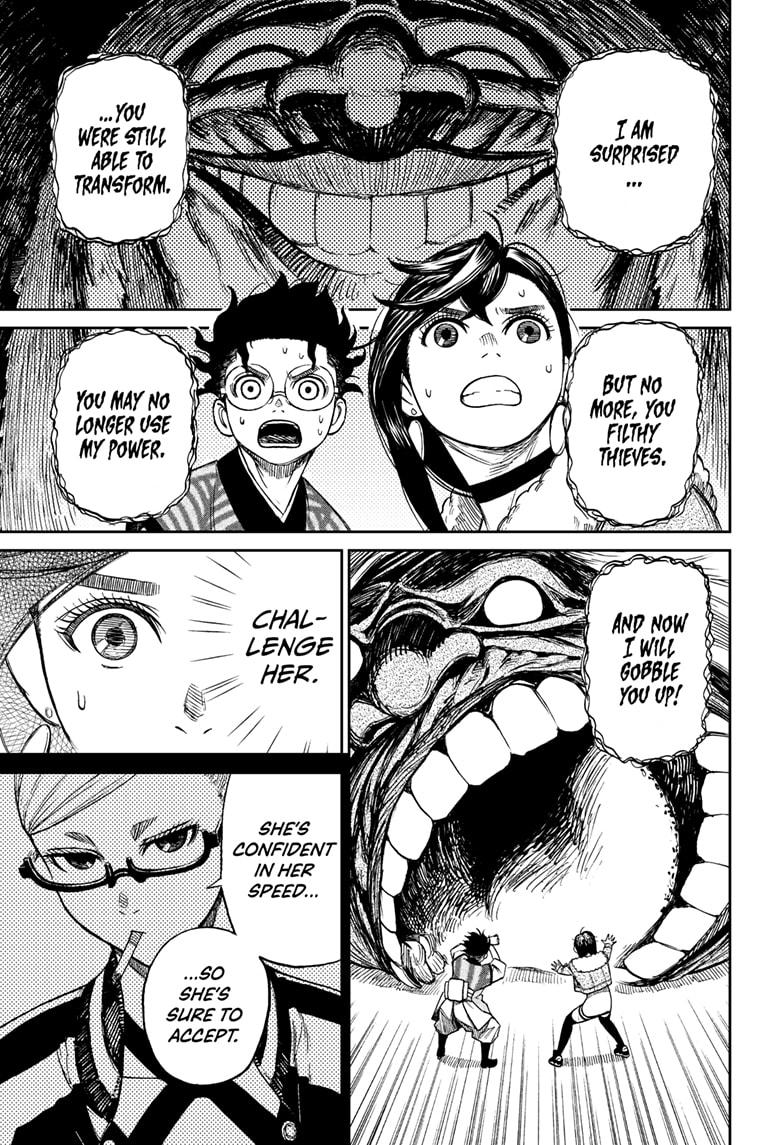 I AM
SURPRISED
...
...YOU
WERE STILL
ABLE TO
TRANSFORM.
BUT NO
MORE, YOU
FILTHY
THIEVES.
YOU MAY NO
LONGER USE
MY POWER.
AND NOW
I WILL
GOBBLE
YOU UP!
CHAL-
LENGE
HER.
SHE'S
CONFIDENT
IN HER
SPEED...
...SO
SHE'S
SURE TO
ACCEPT.